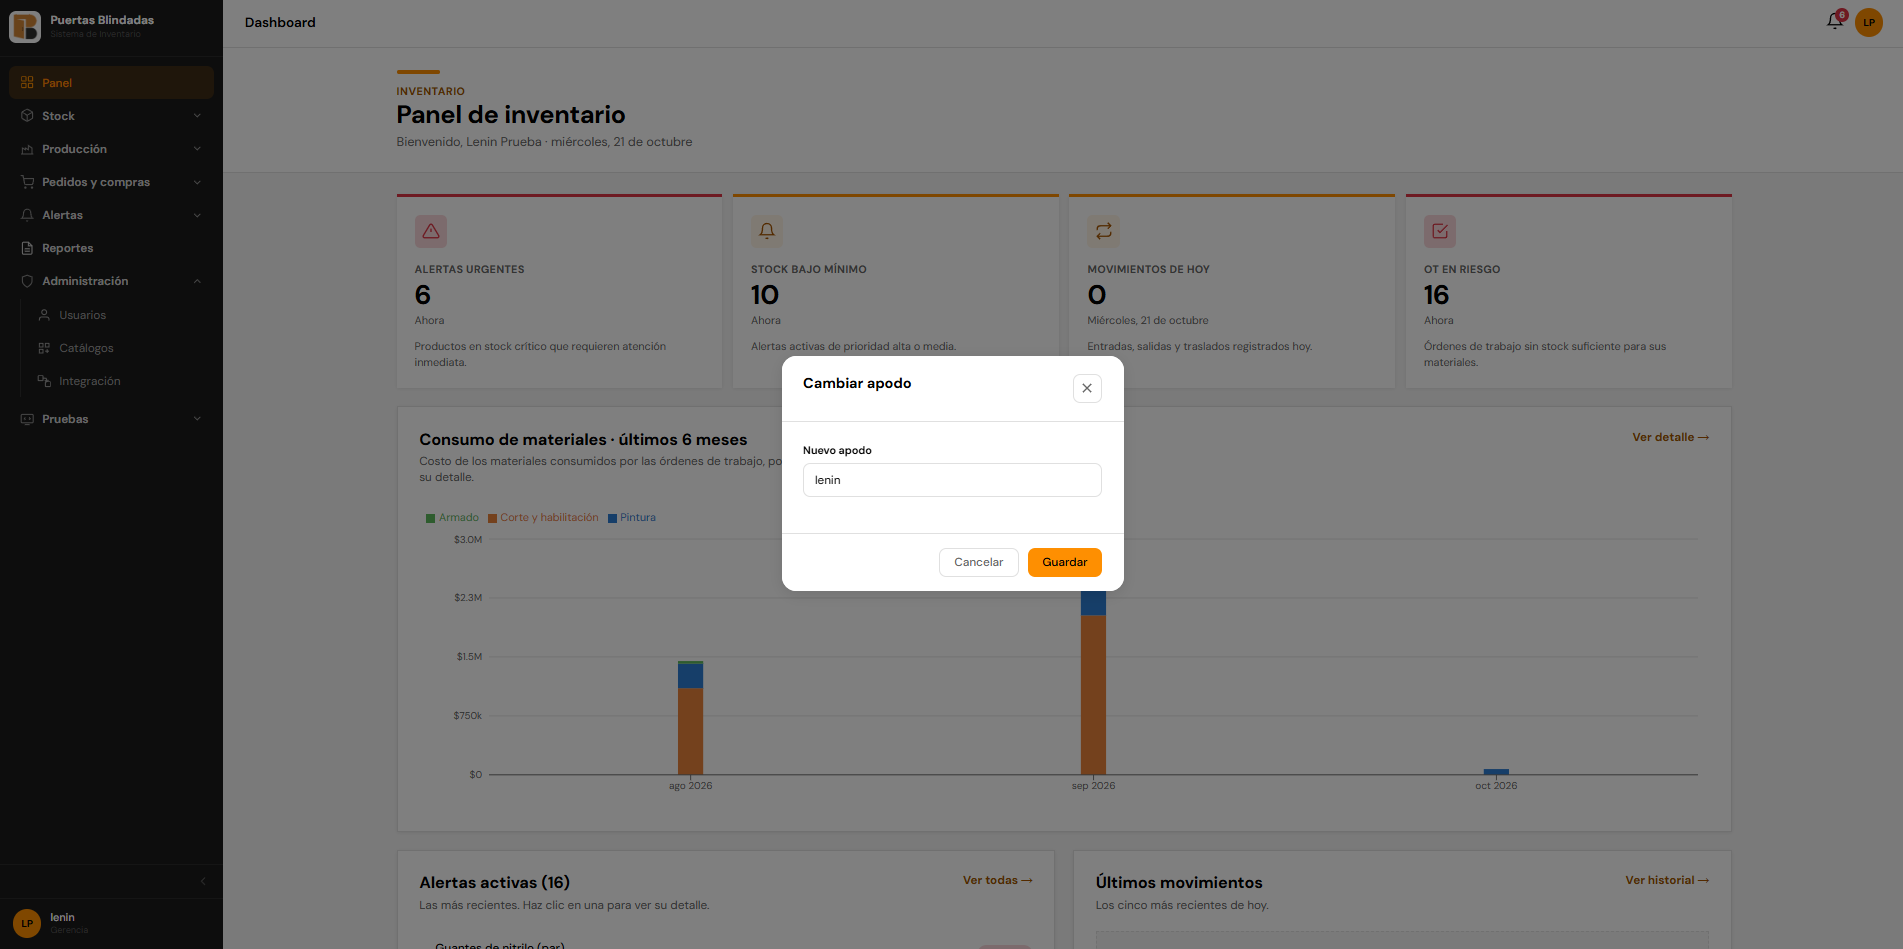 Puertas Blindadas
Sistema de Inventario
Panel
Stock
Producción
Pedidos y compras
Alertas
Reportes
Administración
Usuarios
Catálogos
Integración
Pruebas
lenin
Gerencia
LP
Dashboard
6
LP
INVENTARIO
Panel de inventario
Bienvenido, Lenin Prueba · miércoles, 21 de octubre
ALERTAS URGENTES
6
Ahora
Productos en stock crítico que requieren atención
inmediata.
STOCK BAJO MÍNIMO
10
Ahora
Alertas activas de prioridad alta o media.
MOVIMIENTOS DE HOY
0
Miércoles, 21 de octubre
Entradas, salidas y traslados registrados hoy.
OT EN RIESGO
16
Ahora
Órdenes de trabajo sin stock suficiente para sus
materiales.
Cambiar apodo
Nuevo apodo
lenin
Cancelar
Guardar
Consumo de materiales · últimos 6 meses
Ver detalle →
Costo de los materiales consumidos por las órdenes de trabajo, po
su detalle.
Armado
Corte y habilitación
Pintura
$3.0M
$2.3M
$1.5M
$750k
$0
ago 2026
sep 2026
oct 2026
Alertas activas (16)
Ver todas →
Las más recientes. Haz clic en una para ver su detalle.
Guantes de nitrilo (par)
Últimos movimientos
Ver historial →
Los cinco más recientes de hoy.